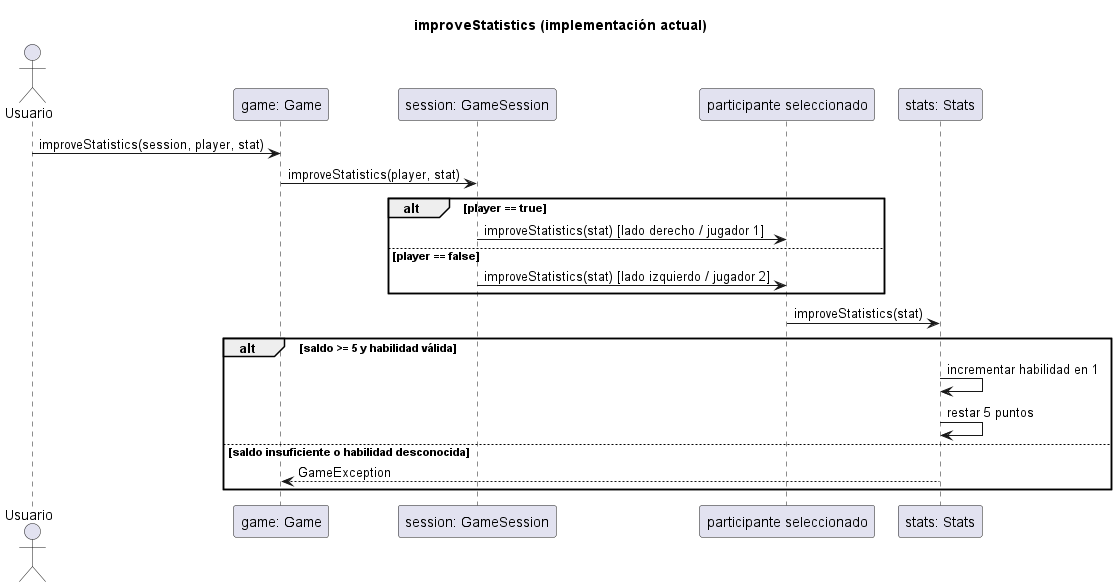 improveStatistics (implementación actual)
Usuario
game: Game
session: GameSession
participante seleccionado
stats: Stats
improveStatistics(session, player, stat)
improveStatistics(player, stat)
alt
[player == true]
improveStatistics(stat) [lado derecho / jugador 1]
[player == false]
improveStatistics(stat) [lado izquierdo / jugador 2]
improveStatistics(stat)
alt
[saldo >= 5 y habilidad válida]
incrementar habilidad en 1
restar 5 puntos
[saldo insuficiente o habilidad desconocida]
GameException
Usuario
game: Game
session: GameSession
participante seleccionado
stats: Stats